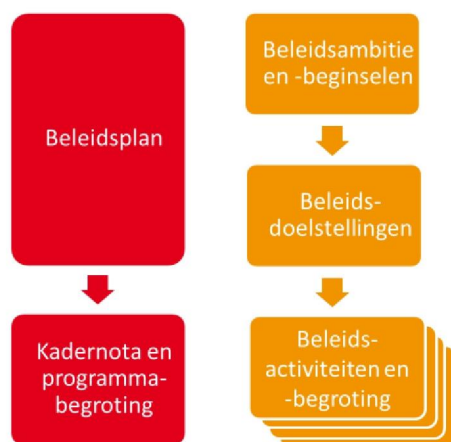 Beleidsplan
Kadernota en
programma-
begroting
Beleidsambitie
en -beginselen
Beleids-
doelstellingen
Beleids-
activiteiten en
-begroting